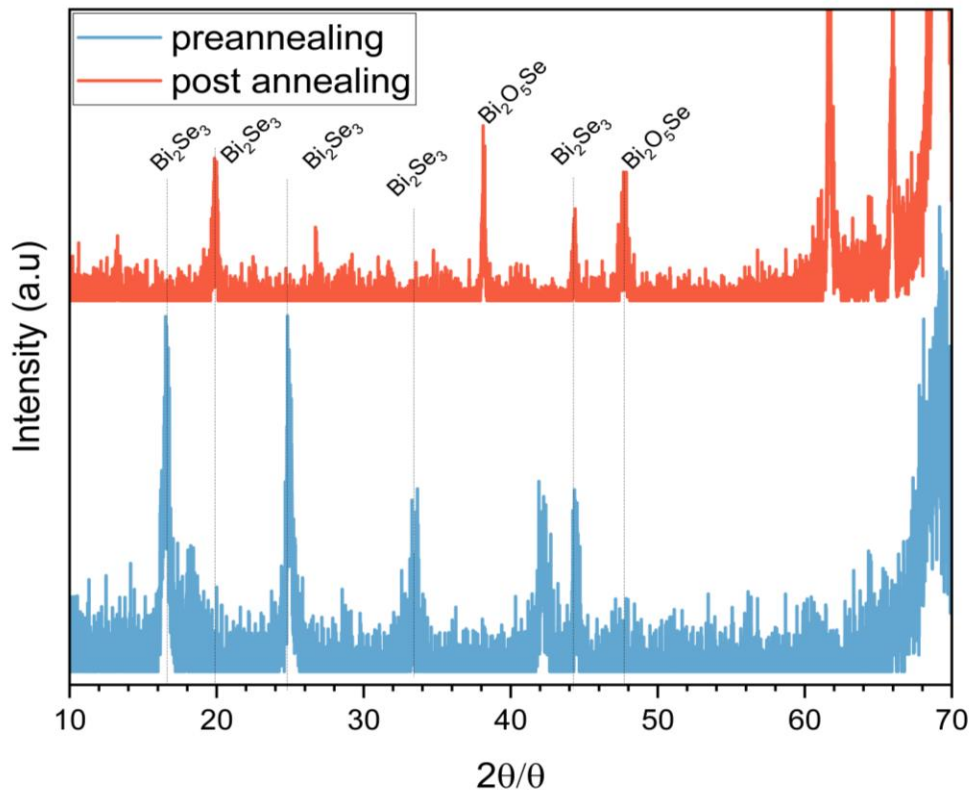 preannealing
post annealing
Bi₂Se₃
Bi₂Se₃
Bi₂Se₃
Bi₂Se₃
Bi₂O₅Se
Bi₂Se₃
Bi₂O₅Se
Intensity (a.u)
10 20 30 40 50 60 70
2θ/θ